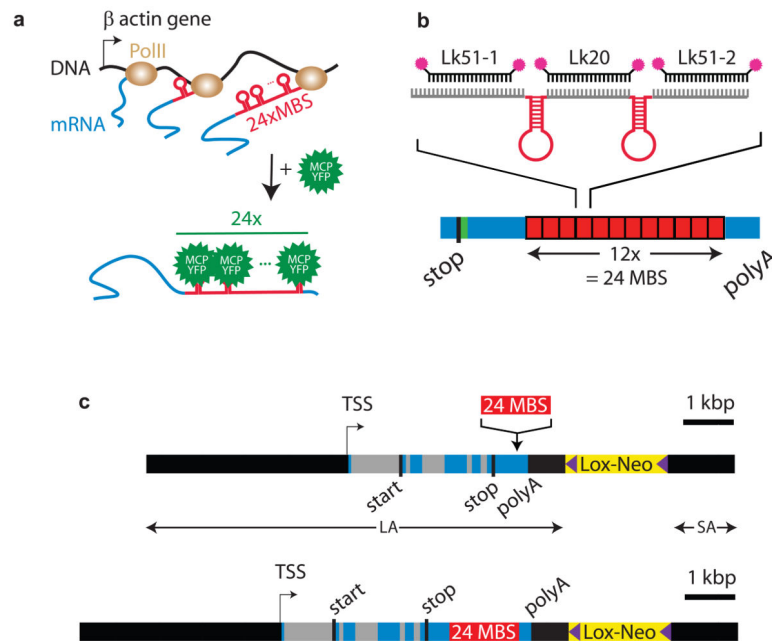 a
β actin gene
PolII
DNA
mRNA
24xMBS
+ MCP YFP
24x
MCP YFP MCP YFP ... MCP YFP
b
Lk51-1 Lk20 Lk51-2
stop
12x
= 24 MBS
polyA
c
24 MBS
1 kbp
TSS
Lox-Neo
start
stop
polyA
LA
SA
TSS
start
stop
polyA
1 kbp
24 MBS
Lox-Neo